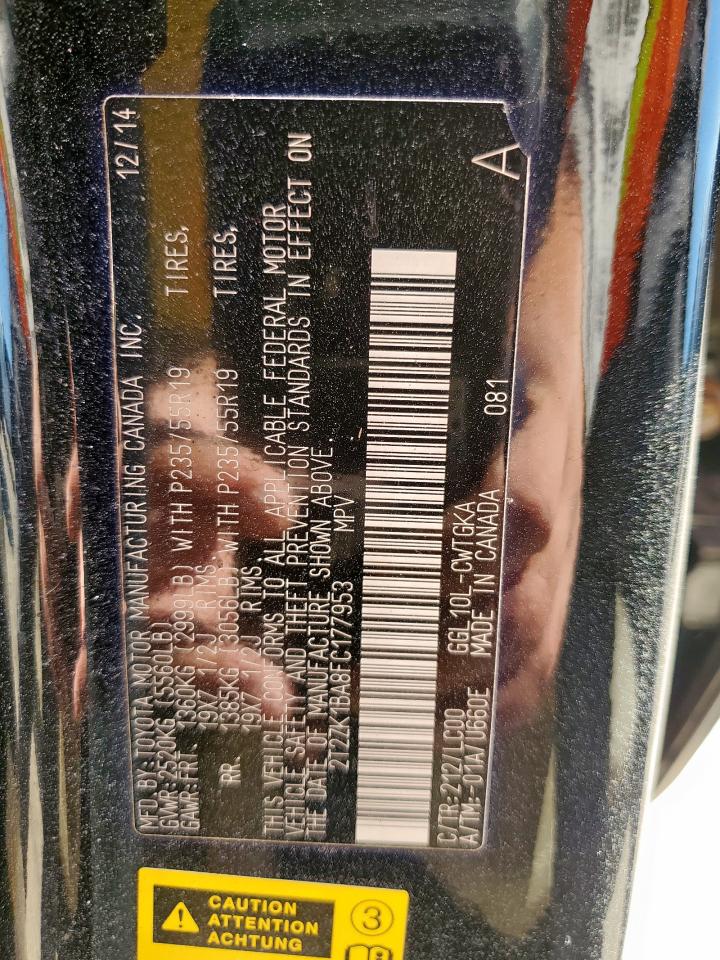 MFD. BY: TOYOTA MOTOR MANUFACTURING CANADA INC. 12/14
GVWR: 2520KG (5560LB)
GAWR: FRT. 1360KG (2999LB) WITH P235/55R19 TIRES,
19X7 1/2J RIMS
RR. 1385KG (3056LB) WITH P235/55R19 TIRES,
19X7 1/2J RIMS
THIS VEHICLE CONFORMS TO ALL APPLICABLE FEDERAL MOTOR
VEHICLE SAFETY AND THEFT PREVENTION STANDARDS IN EFFECT ON
THE DATE OF MANUFACTURE SHOWN ABOVE.
2T2ZK1BA8FC177953 MPV
C/TR: 212/LC00 GGL10L-CWTGKA
A/TM: -01A/U660E MADE IN CANADA 081
A
CAUTION
ATTENTION
ACHTUNG
3